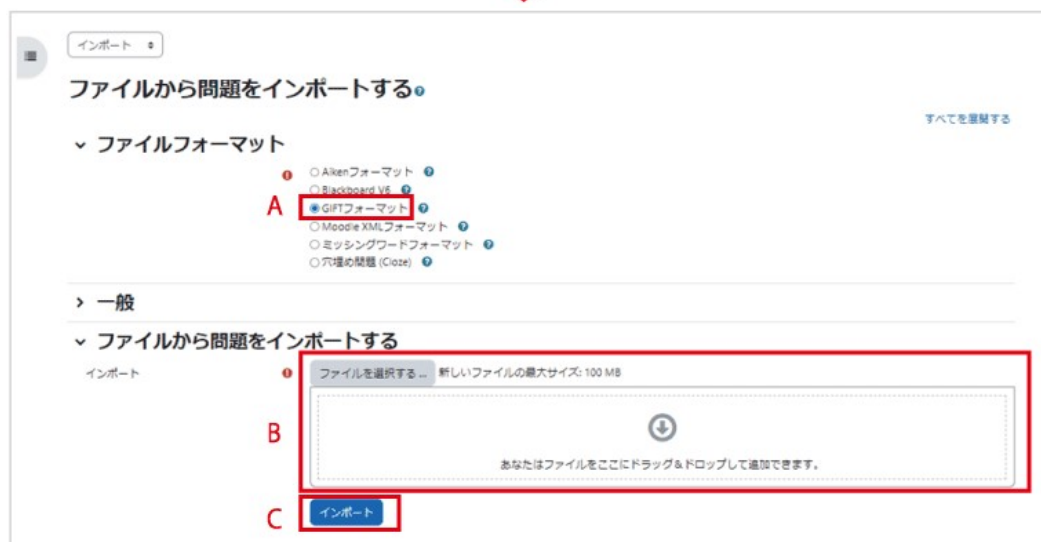 インポート
ファイルから問題をインポートする
すべてを展開する
ファイルフォーマット
Aikenフォーマット
Blackboard V6
A GIFTフォーマット
Moodle XMLフォーマット
ミッシングワードフォーマット
穴埋め問題 (Cloze)
一般
ファイルから問題をインポートする
インポート ファイルを選択する ... 新しいファイルの最大サイズ: 100 MB
B
あなたはファイルをここにドラッグ&ドロップして追加できます。
C インポート